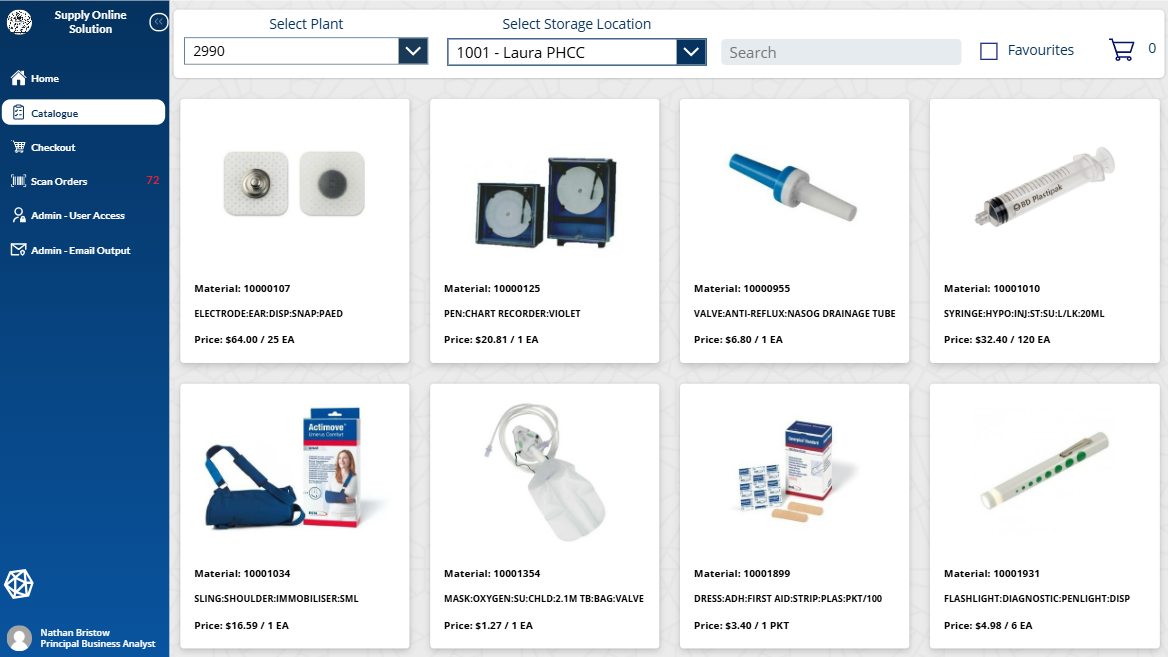 Supply Online
Solution
Home
Catalogue
Checkout
Scan Orders 72
Admin - User Access
Admin - Email Output
Nathan Bristow
Principal Business Analyst
Select Plant
2990
Select Storage Location
1001 - Laura PHCC
Search
Favourites
0
Material: 10000107
ELECTRODE:EAR:DISP:SNAP:PAED
Price: $64.00 / 25 EA
Material: 10000125
PEN:CHART RECORDER:VIOLET
Price: $20.81 / 1 EA
Material: 10000955
VALVE:ANTI-REFLUX:NASOG DRAINAGE TUBE
Price: $6.80 / 1 EA
BD Plastipak
Material: 10001010
SYRINGE:HYPO:INJ:ST:SU:L/LK:20ML
Price: $32.40 / 120 EA
Actimove
Umerus Comfort
Material: 10001034
SLING:SHOULDER:IMMOBILISER:SML
Price: $16.59 / 1 EA
Material: 10001354
MASK:OXYGEN:SU:CHLD:2.1M TB:BAG:VALVE
Price: $1.27 / 1 EA
Material: 10001899
DRESS:ADH:FIRST AID:STRIP:PLAS:PKT/100
Price: $3.40 / 1 PKT
Material: 10001931
FLASHLIGHT:DIAGNOSTIC:PENLIGHT:DISP
Price: $4.98 / 6 EA